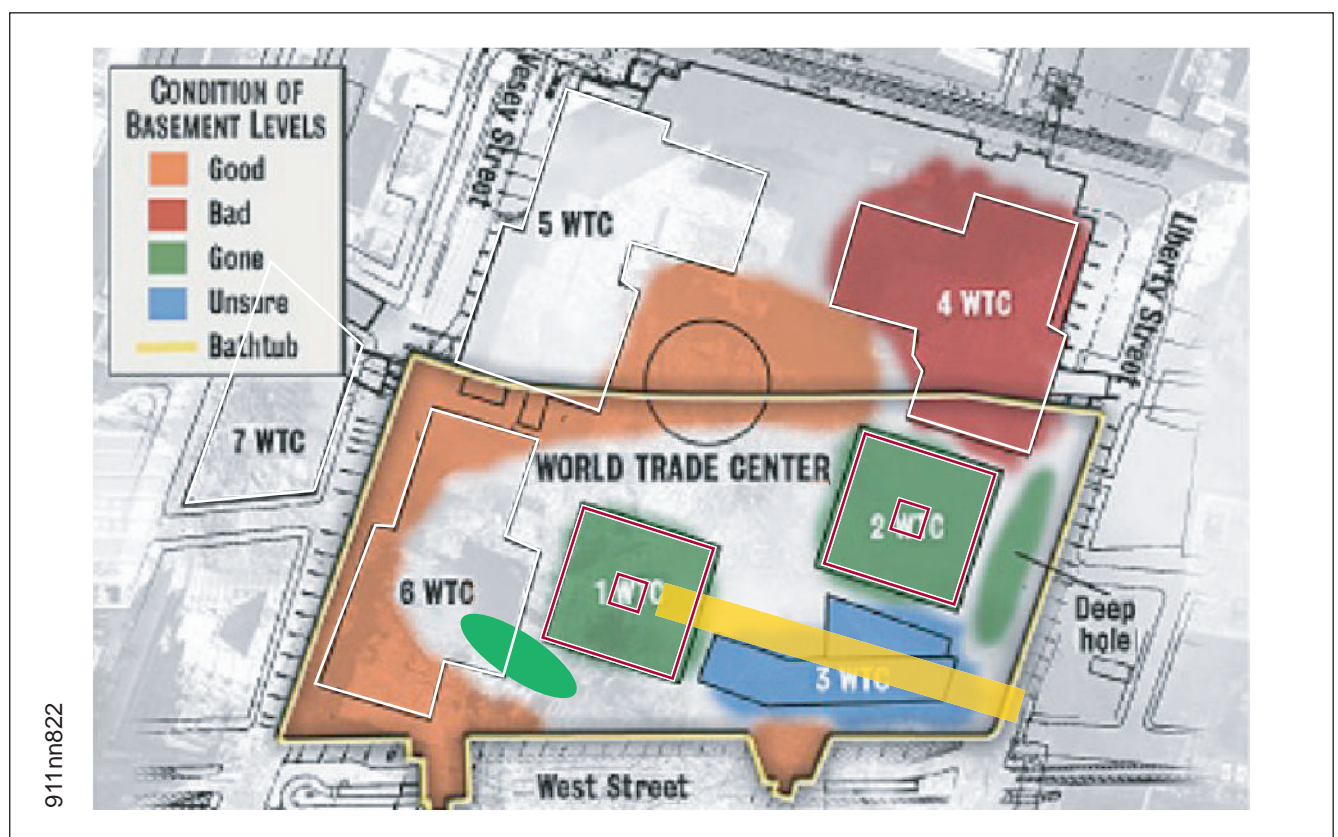 CONDITION OF
BASEMENT LEVELS
Good
Bad
Gone
Unsure
Bathtub
Vesey Street
5 WTC
4 WTC
Liberty Street
7 WTC
WORLD TRADE CENTER
2 WTC
6 WTC
1 WTC
Deep
hole
3 WTC
West Street
911nn822